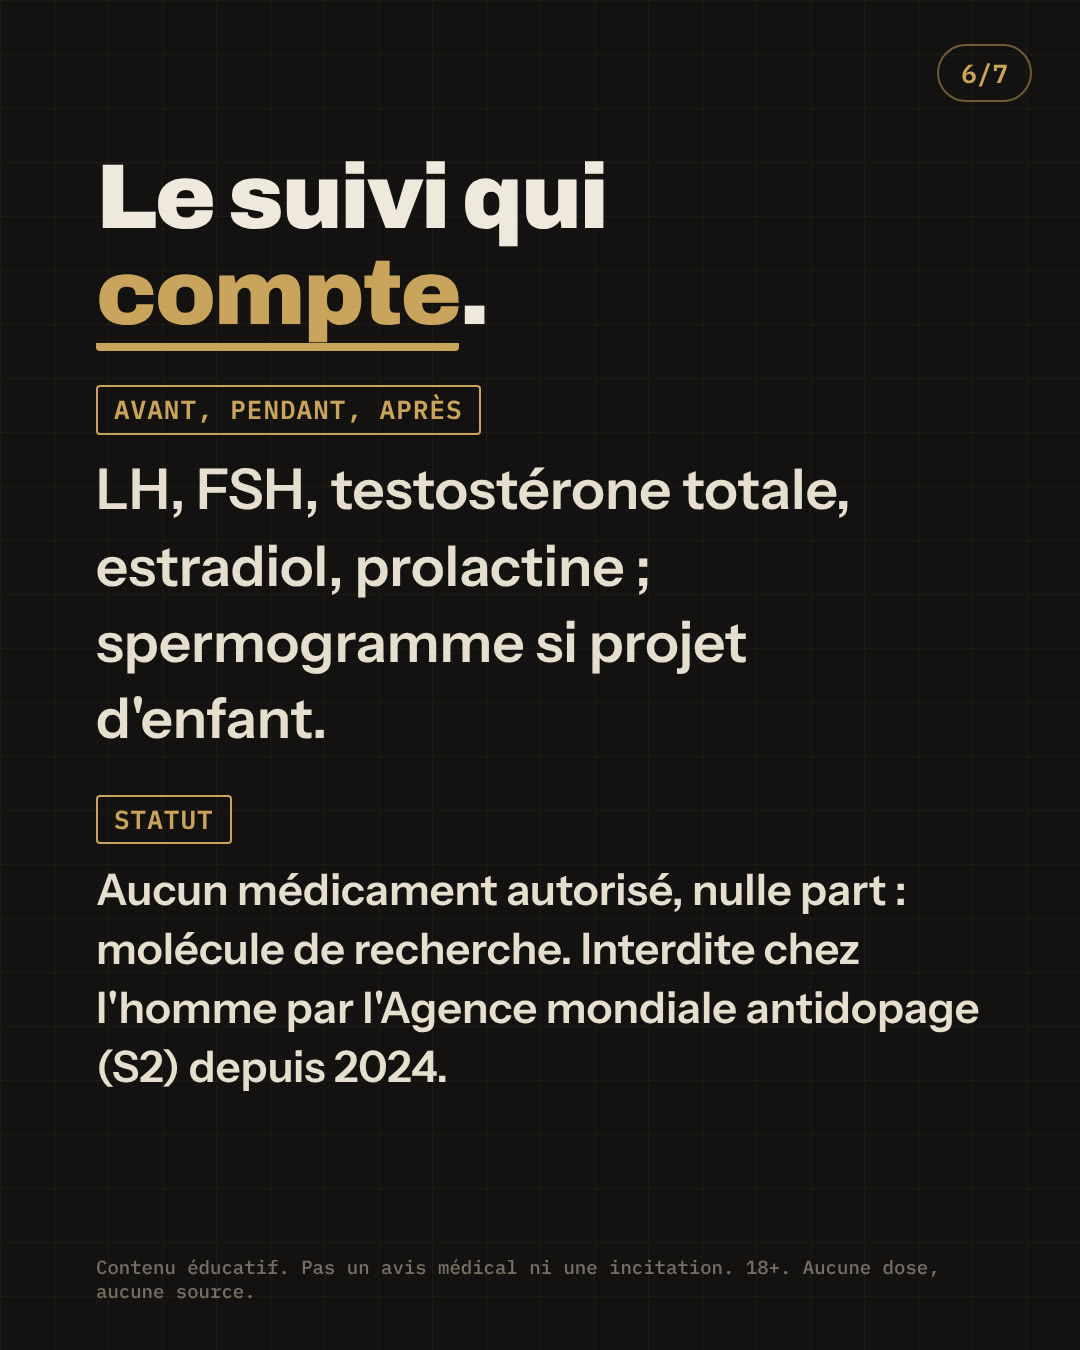 6/7
Le suivi qui
compte.
AVANT, PENDANT, APRÈS
LH, FSH, testostérone totale,
estradiol, prolactine ;
spermogramme si projet
d'enfant.
STATUT
Aucun médicament autorisé, nulle part :
molécule de recherche. Interdite chez
l'homme par l'Agence mondiale antidopage
(S2) depuis 2024.
Contenu éducatif. Pas un avis médical ni une incitation. 18+. Aucune dose,
aucune source.